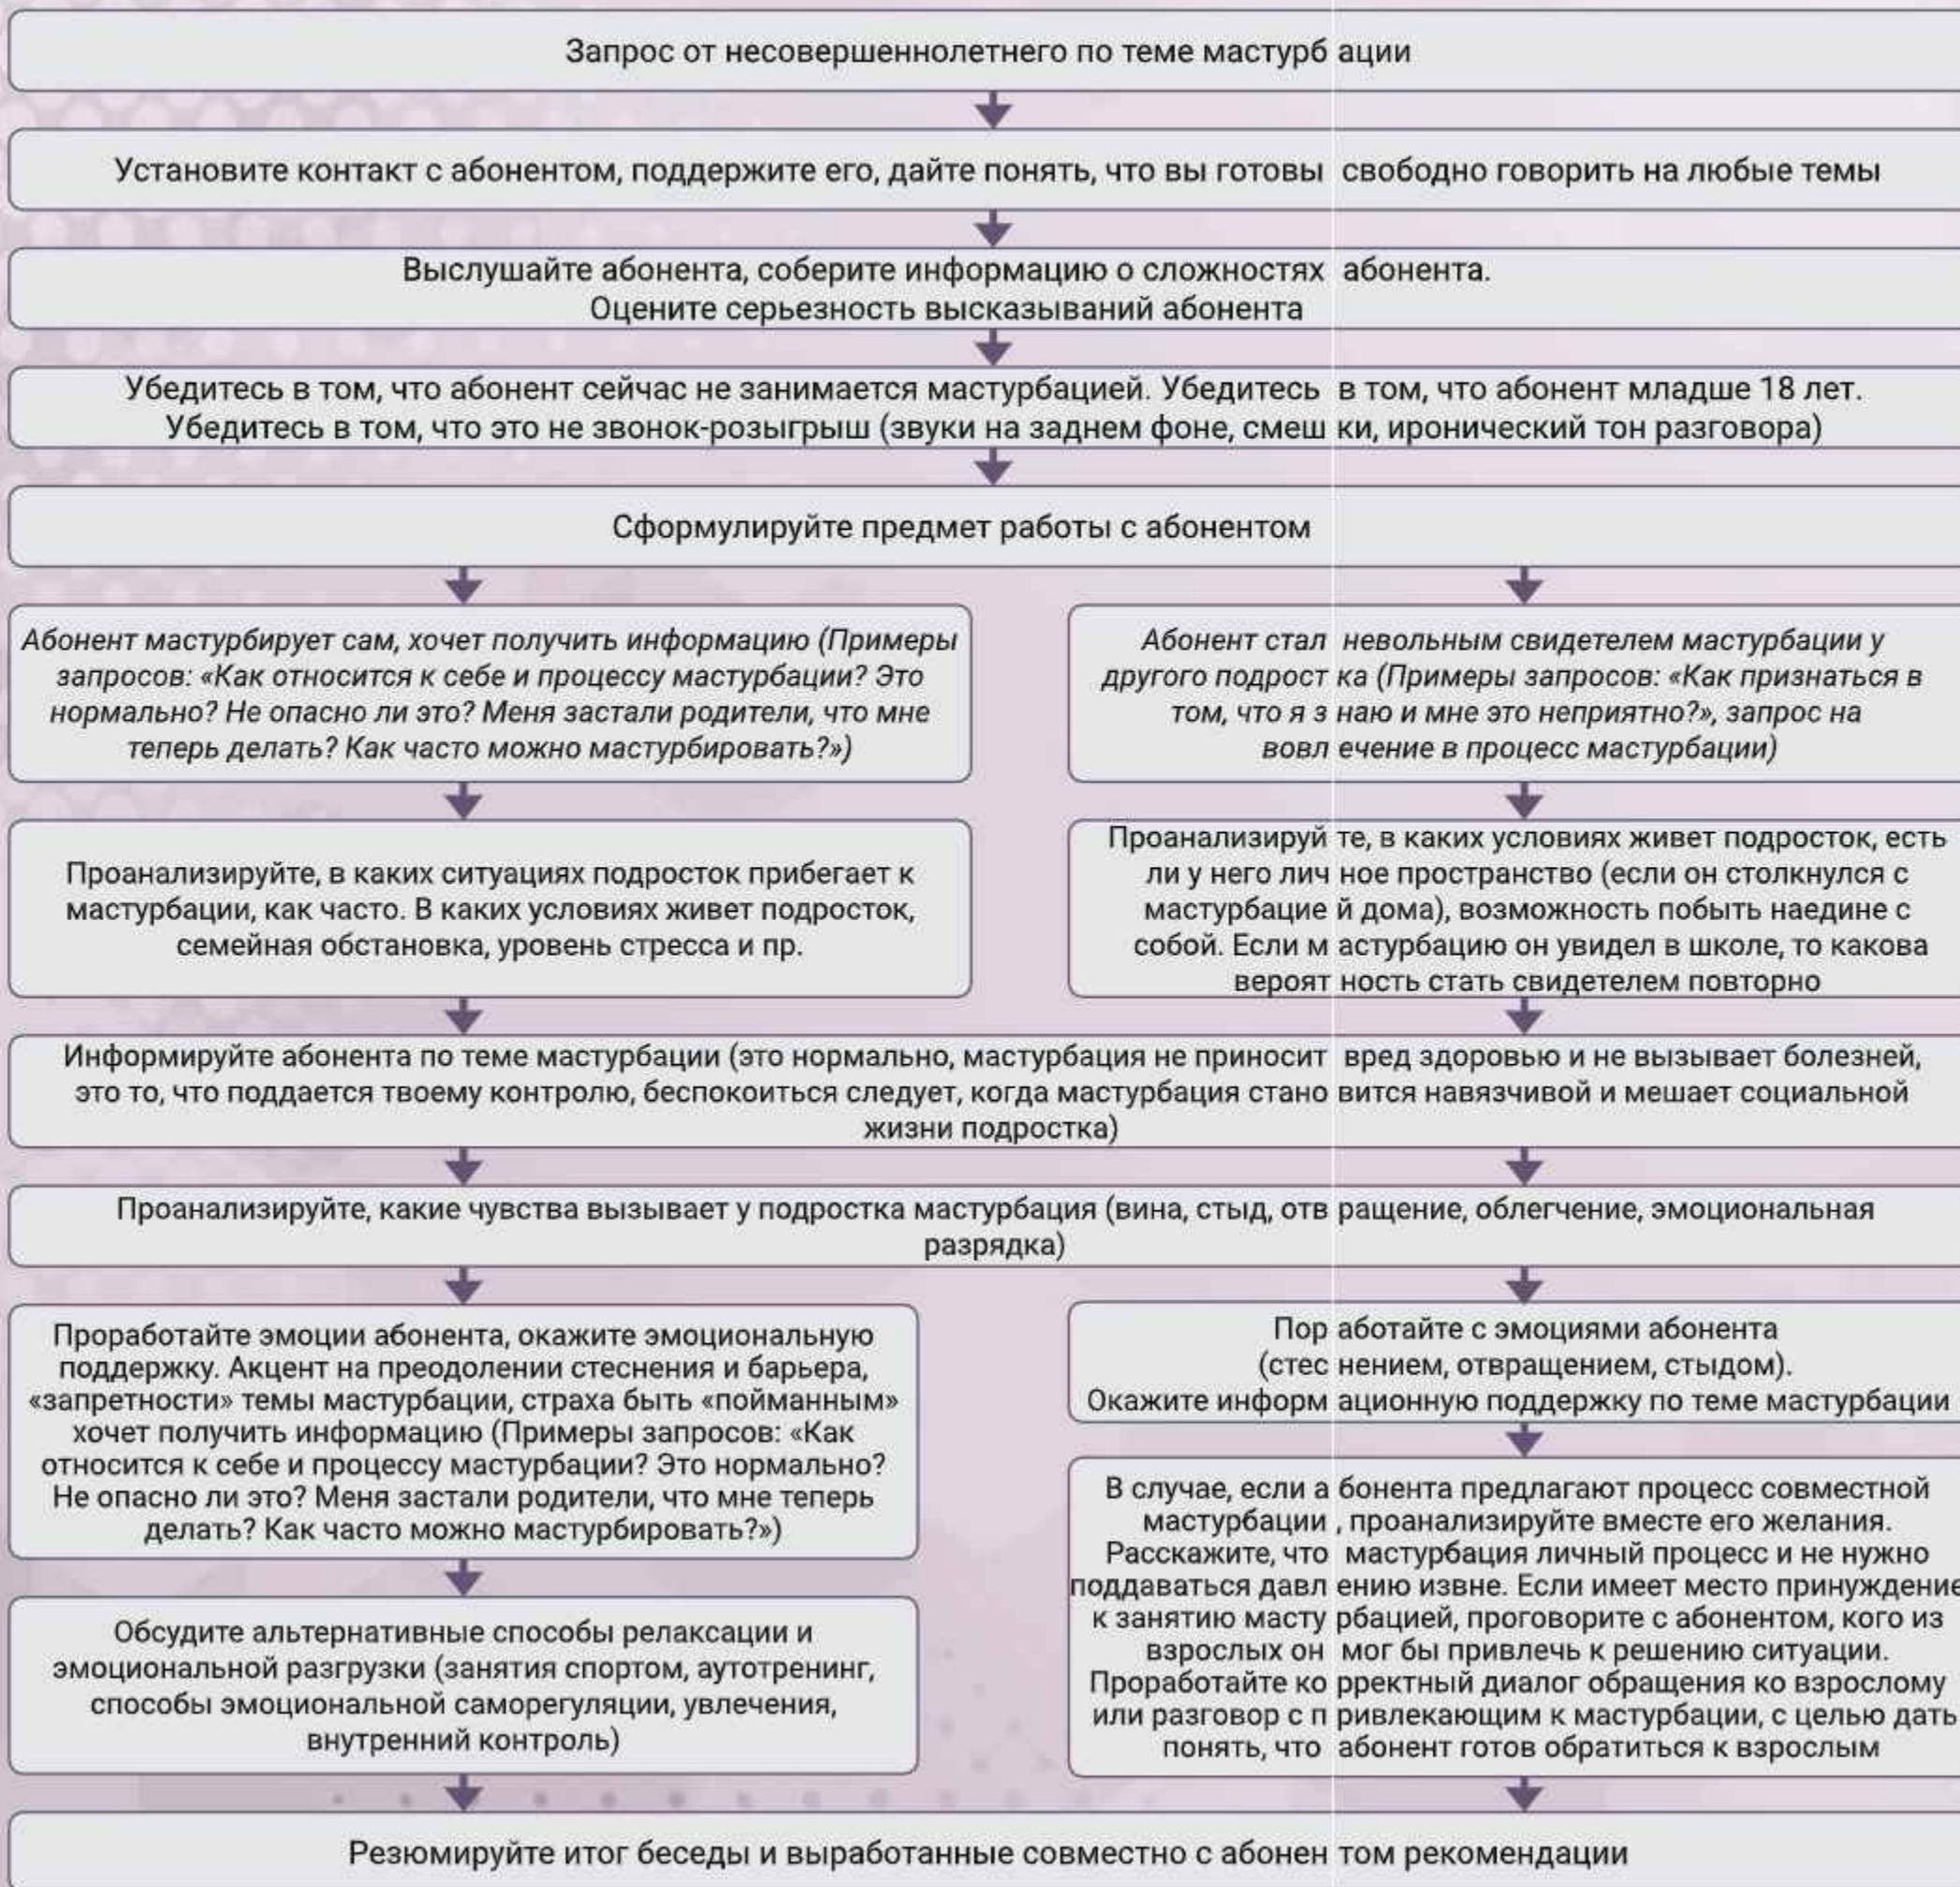 Запрос от несовершеннолетнего по теме мастурб ации
Установите контакт с абонентом, поддержите его, дайте понять, что вы готовы свободно говорить на любые темы
Выслушайте абонента, соберите информацию о сложностях абонента.
Оцените серьезность высказываний абонента
Убедитесь в том, что абонент сейчас не занимается мастурбацией. Убедитесь в том, что абонент младше 18 лет.
Убедитесь в том, что это не звонок-розыгрыш (звуки на заднем фоне, смеш ки, иронический тон разговора)
Сформулируйте предмет работы с абонентом
Абонент мастурбирует сам, хочет получить информацию (Примеры
запросов: «Как относится к себе и процессу мастурбации? Это
нормально? Не опасно ли это? Меня застали родители, что мне
теперь делать? Как часто можно мастурбировать?»)
Абонент стал невольным свидетелем мастурбации у
другого подрост ка (Примеры запросов: «Как признаться в
том, что я з наю и мне это неприятно?», запрос на
вовл ечение в процесс мастурбации)
Проанализируйте, в каких ситуациях подросток прибегает к
мастурбации, как часто. В каких условиях живет подросток,
семейная обстановка, уровень стресса и пр.
Проанализируй те, в каких условиях живет подросток, есть
ли у него лич ное пространство (если он столкнулся с
мастурбацие й дома), возможность побыть наедине с
собой. Если м астурбацию он увидел в школе, то какова
вероят ность стать свидетелем повторно
Информируйте абонента по теме мастурбации (это нормально, мастурбация не приносит вред здоровью и не вызывает болезней,
это то, что поддается твоему контролю, беспокоиться следует, когда мастурбация стано вится навязчивой и мешает социальной
жизни подростка)
Проанализируйте, какие чувства вызывает у подростка мастурбация (вина, стыд, отв ращение, облегчение, эмоциональная
разрядка)
Проработайте эмоции абонента, окажите эмоциональную
поддержку. Акцент на преодолении стеснения и барьера,
«запретности» темы мастурбации, страха быть «пойманным»
хочет получить информацию (Примеры запросов: «Как
относится к себе и процессу мастурбации? Это нормально?
Не опасно ли это? Меня застали родители, что мне теперь
делать? Как часто можно мастурбировать?»)
Обсудите альтернативные способы релаксации и
эмоциональной разгрузки (занятия спортом, аутотренинг,
способы эмоциональной саморегуляции, увлечения,
внутренний контроль)
Пор аботайте с эмоциями абонента
(стес нением, отвращением, стыдом).
Окажите информ ационную поддержку по теме мастурбации
В случае, если а бонента предлагают процесс совместной
мастурбации , проанализируйте вместе его желания.
Расскажите, что мастурбация личный процесс и не нужно
поддаваться давл ению извне. Если имеет место принуждение
к занятию масту рбацией, проговорите с абонентом, кого из
взрослых он мог бы привлечь к решению ситуации.
Проработайте ко рректный диалог обращения ко взрослому
или разговор с п ривлекающим к мастурбации, с целью дать
понять, что абонент готов обратиться к взрослым
Резюмируйте итог беседы и выработанные совместно с абонен том рекомендации